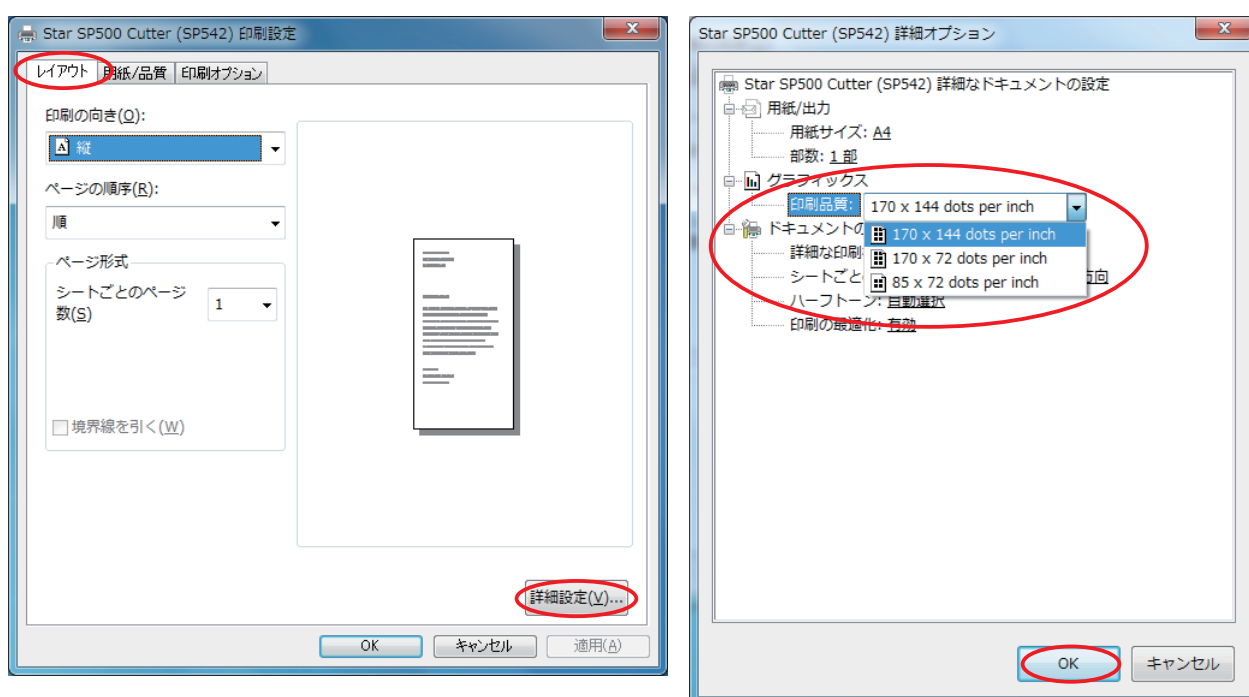 Star SP500 Cutter (SP542) 印刷設定
レイアウト 用紙/品質 印刷オプション
印刷の向き(O):
縦
ページの順序(R):
順
ページ形式
シートごとのページ
数(S)
1
境界線を引く(W)
詳細設定(V)...
OK キャンセル 適用(A)
Star SP500 Cutter (SP542) 詳細オプション
Star SP500 Cutter (SP542) 詳細なドキュメントの設定
用紙/出力
用紙サイズ: A4
部数: 1 部
グラフィックス
印刷品質: 170 x 144 dots per inch
ドキュメントの
170 x 144 dots per inch
詳細な印刷
170 x 72 dots per inch
シートごと
方向
85 x 72 dots per inch
ハーフトーン: 自動選択
印刷の最適化: 有効
OK キャンセル